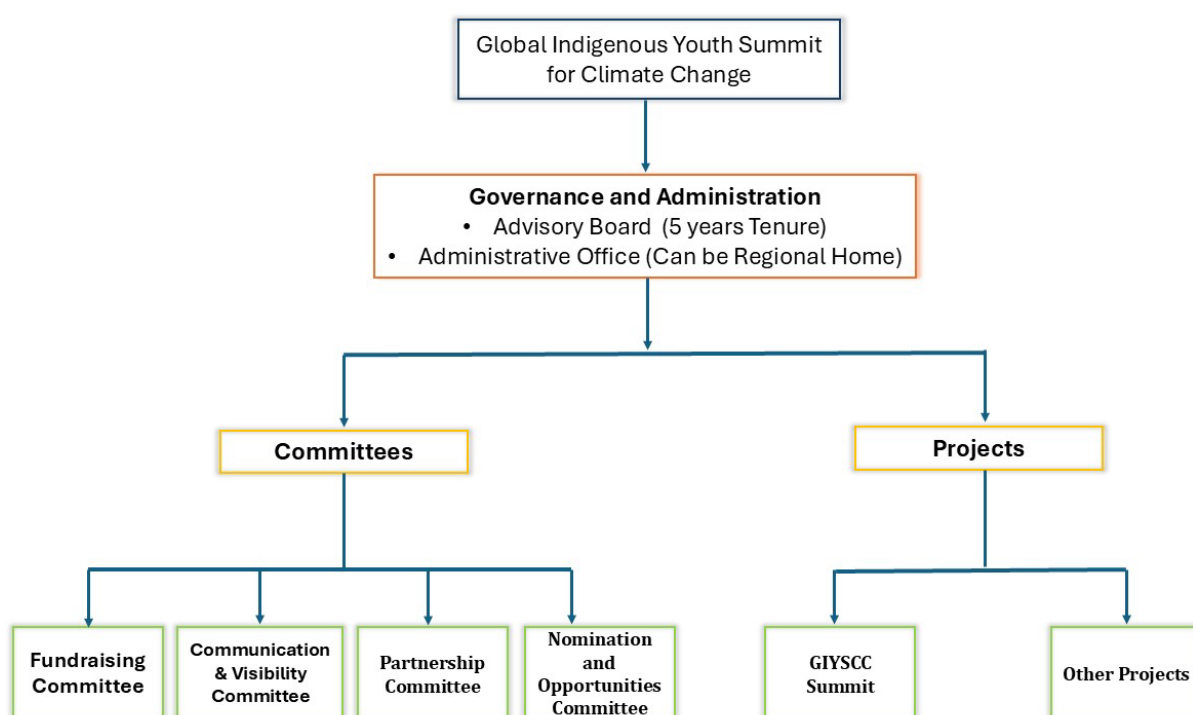 Global Indigenous Youth Summit
for Climate Change
Governance and Administration
• Advisory Board (5 years Tenure)
• Administrative Office (Can be Regional Home)
Committees
Projects
Fundraising
Committee
Communication
& Visibility
Committee
Partnership
Committee
Nomination
and
Opportunities
Committee
GIYSCC
Summit
Other Projects